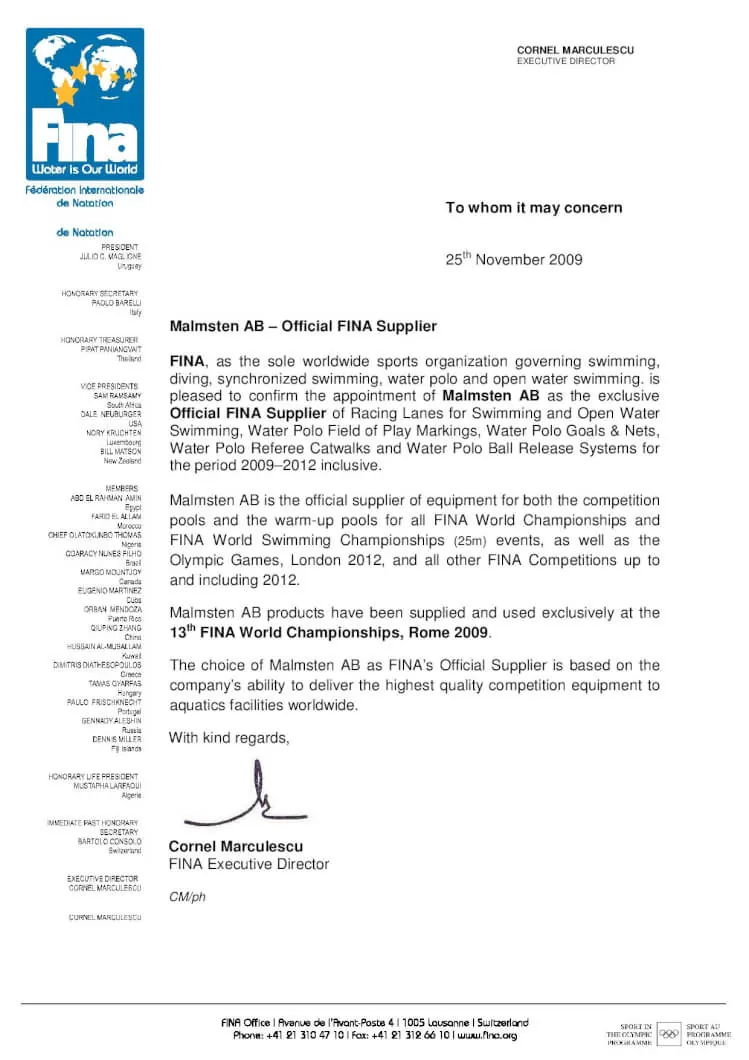 CORNEL MARCULESCU
EXECUTIVE DIRECTOR
Fina
Water is Our World
Fédération Internationale
de Natation
To whom it may concern
25th November 2009
de Natation
PRESIDENT
JULIO C. MAGLIONE
Uruguay
HONORARY SECRETARY
PAOLO BARELLI
Italy
HONORARY TREASURER
PIPAT PANIANGVAIT
Thailand
VICE PRESIDENTS
SAM RAMSAMY
South Africa
DALE NEUBURGER
USA
NORY KRUCHTEN
Luxembourg
BILL MATSON
New Zealand
MEMBERS
ABD EL RAHMAN AMIN
Egypt
FARID EL ALLAM
Morocco
CHIEF OLATOKUNBO THOMAS
Nigeria
COARACY NUNES FILHO
Brazil
MARGO MOUNTJOY
Canada
EUGENIO MARTINEZ
Cuba
ORBAN MENDOZA
Puerto Rico
QIUPING ZHANG
China
HUSSAIN AL-MUSALLAM
Kuwait
DIMITRIS DIATHESOPOULOS
Greece
TAMAS GYARFAS
Hungary
PAULO FRISCHKNECHT
Portugal
GENNADY ALESHIN
Russia
DENNIS MILLER
Fiji Islands
HONORARY LIFE PRESIDENT
MUSTAPHA LARFAOUI
Algeria
IMMEDIATE PAST HONORARY
SECRETARY
BARTOLO CONSOLO
Switzerland
EXECUTIVE DIRECTOR
CORNEL MARCULESCU
CORNEL MARCULESCU
Malmsten AB – Official FINA Supplier
FINA, as the sole worldwide sports organization governing swimming,
diving, synchronized swimming, water polo and open water swimming. is
pleased to confirm the appointment of Malmsten AB as the exclusive
Official FINA Supplier of Racing Lanes for Swimming and Open Water
Swimming, Water Polo Field of Play Markings, Water Polo Goals & Nets,
Water Polo Referee Catwalks and Water Polo Ball Release Systems for
the period 2009–2012 inclusive.
Malmsten AB is the official supplier of equipment for both the competition
pools and the warm-up pools for all FINA World Championships and
FINA World Swimming Championships (25m) events, as well as the
Olympic Games, London 2012, and all other FINA Competitions up to
and including 2012.
Malmsten AB products have been supplied and used exclusively at the
13th FINA World Championships, Rome 2009.
The choice of Malmsten AB as FINA's Official Supplier is based on the
company's ability to deliver the highest quality competition equipment to
aquatics facilities worldwide.
With kind regards,
Cornel Marculescu
FINA Executive Director
CM/ph
FINA Office | Avenue de l'Avant-Poste 4 | 1005 Lausanne | Switzerland
Phone: +41 21 310 47 10 | Fax: +41 21 312 66 10 | www.fina.org
SPORT IN
THE OLYMPIC
PROGRAMME
SPORT AU
PROGRAMME
OLYMPIQUE